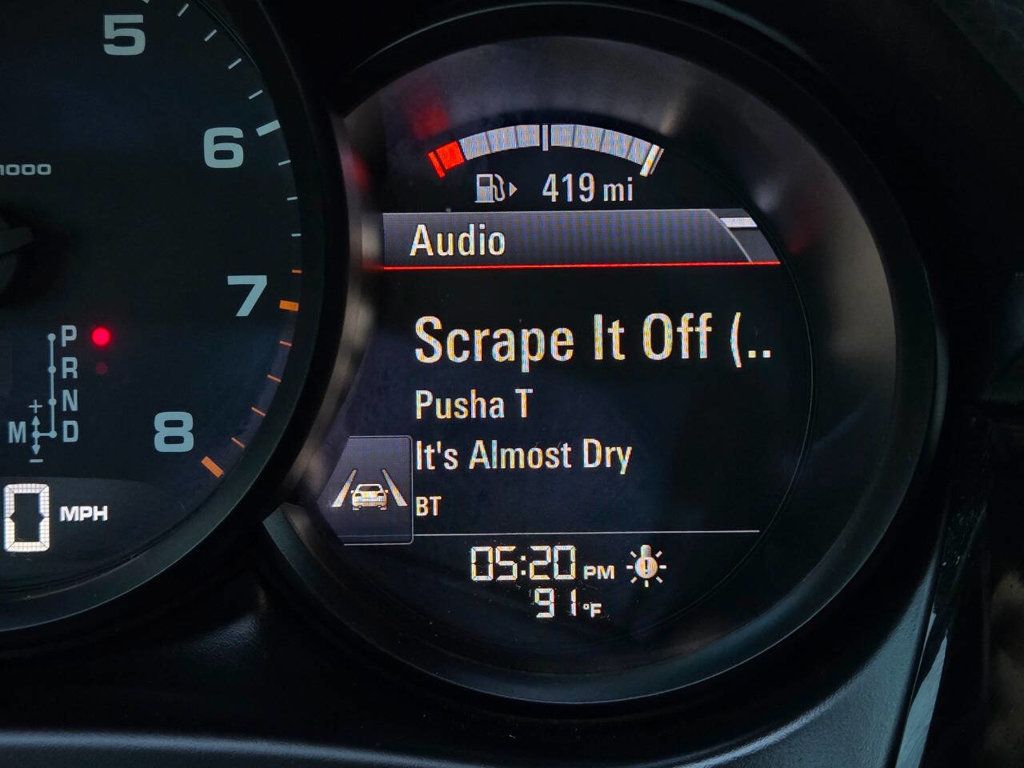 5
6
1000
7
8
P
R
N
M + D
-
0 MPH
419 mi
Audio
Scrape It Off (..
Pusha T
It's Almost Dry
BT
05:20 PM
91°F